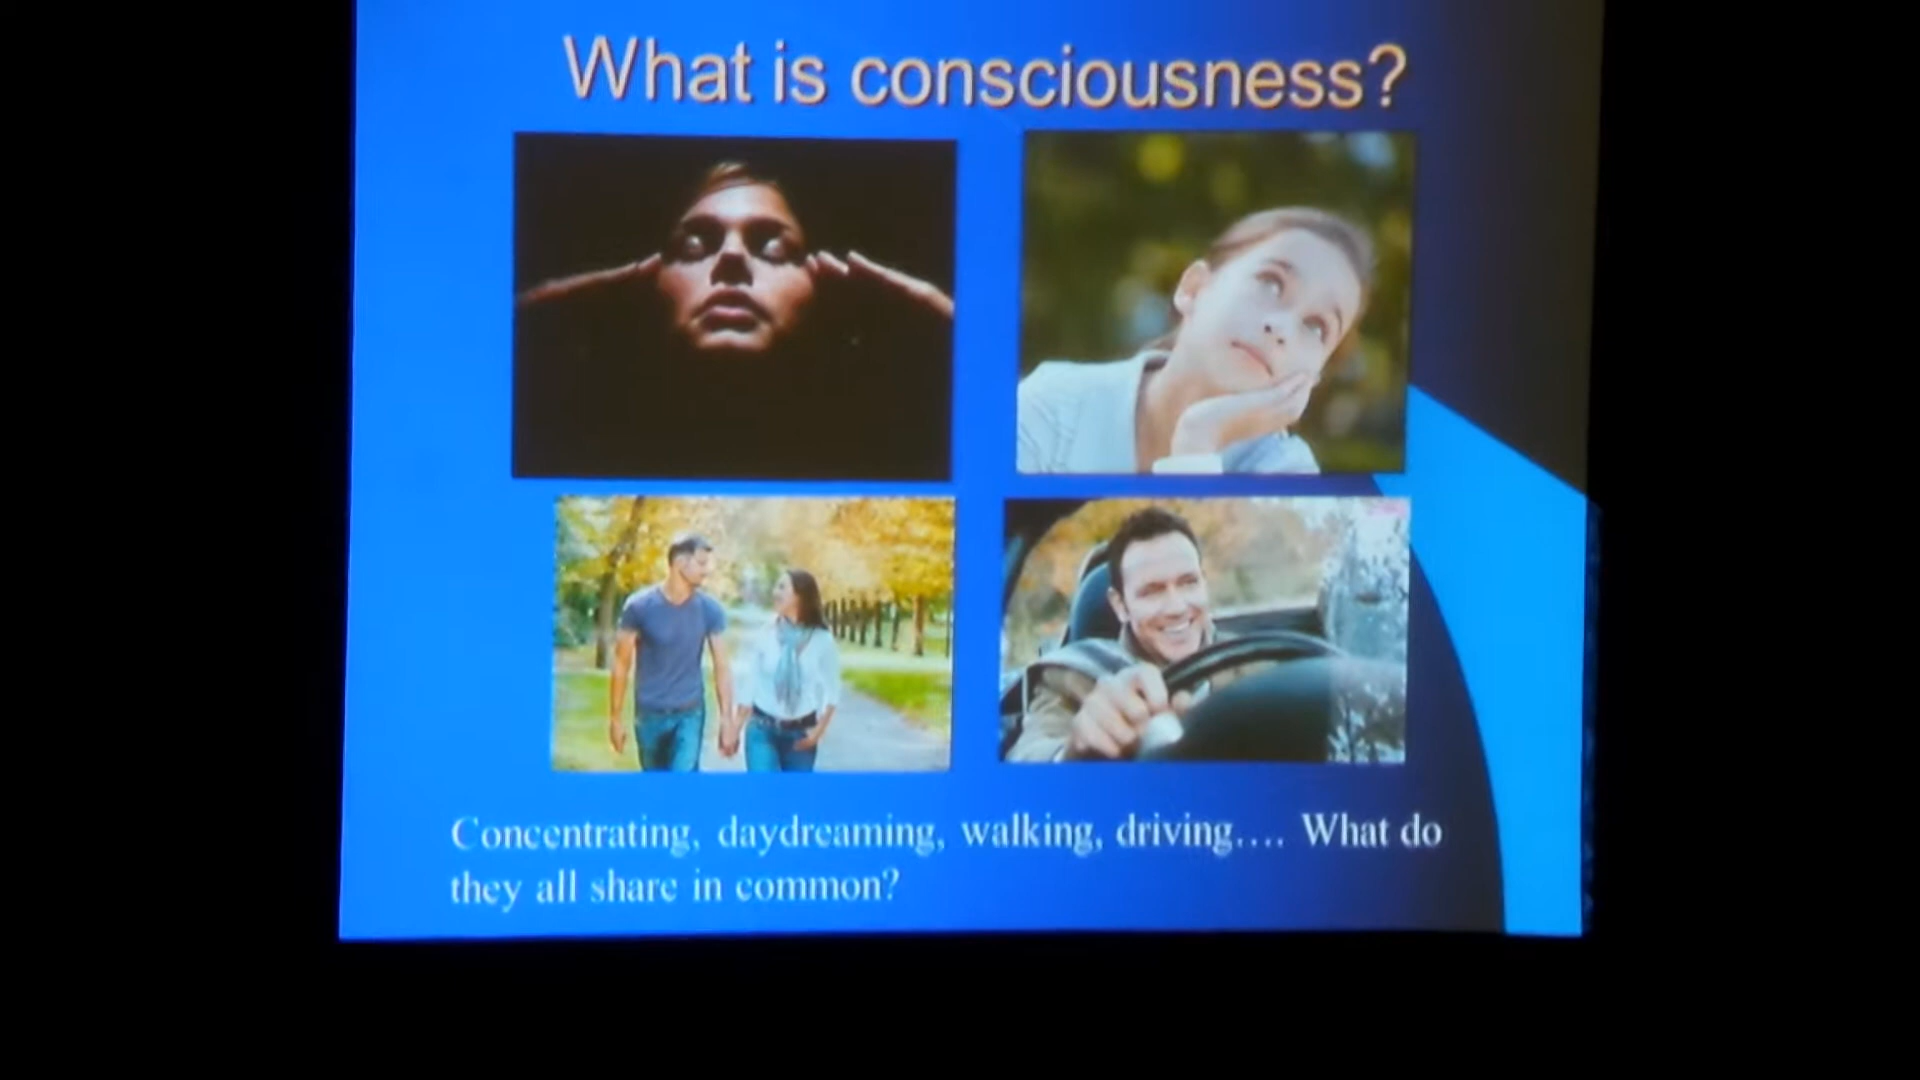 What is consciousness?
Concentrating, daydreaming, walking, driving.... What do
they all share in common?